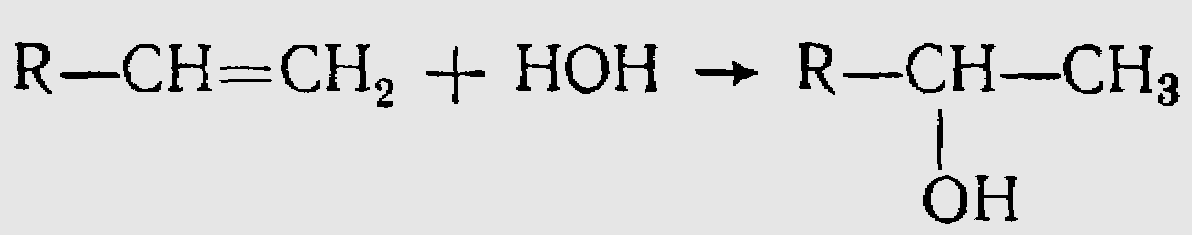 R—CH=CH₂ + HOH → R—CH—CH₃
OH